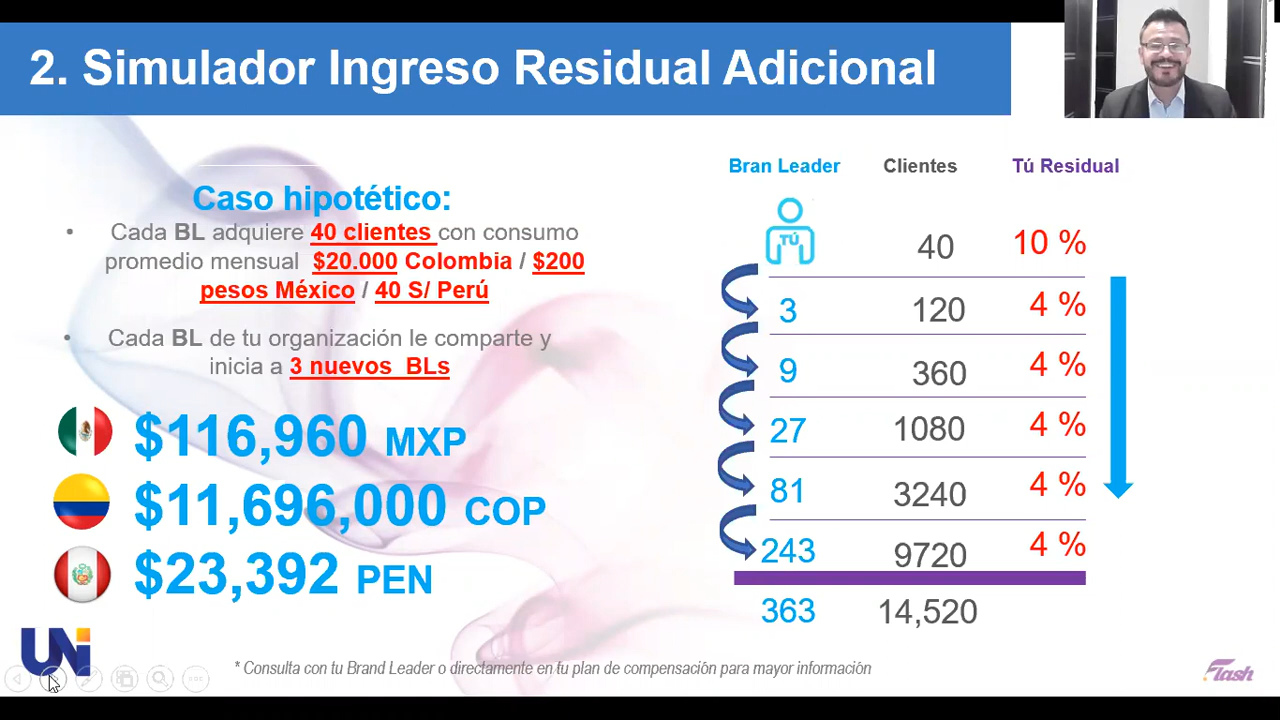 2. Simulador Ingreso Residual Adicional
Caso hipotético:
• Cada BL adquiere 40 clientes con consumo
promedio mensual $20.000 Colombia / $200
pesos México / 40 S/ Perú
• Cada BL de tu organización le comparte y
inicia a 3 nuevos BLs
$116,960 MXP
$11,696,000 COP
$23,392 PEN
Bran Leader Clientes Tú Residual
TÚ 40 10 %
3 120 4 %
9 360 4 %
27 1080 4 %
81 3240 4 %
243 9720 4 %
363 14,520
* Consulta con tu Brand Leader o directamente en tu plan de compensación para mayor información
UNi
Flash